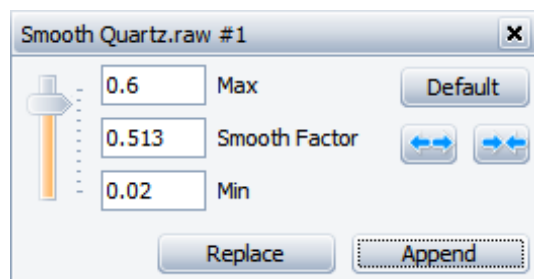 Smooth Quartz.raw #1
0.6 Max Default
0.513 Smooth Factor
0.02 Min
Replace Append